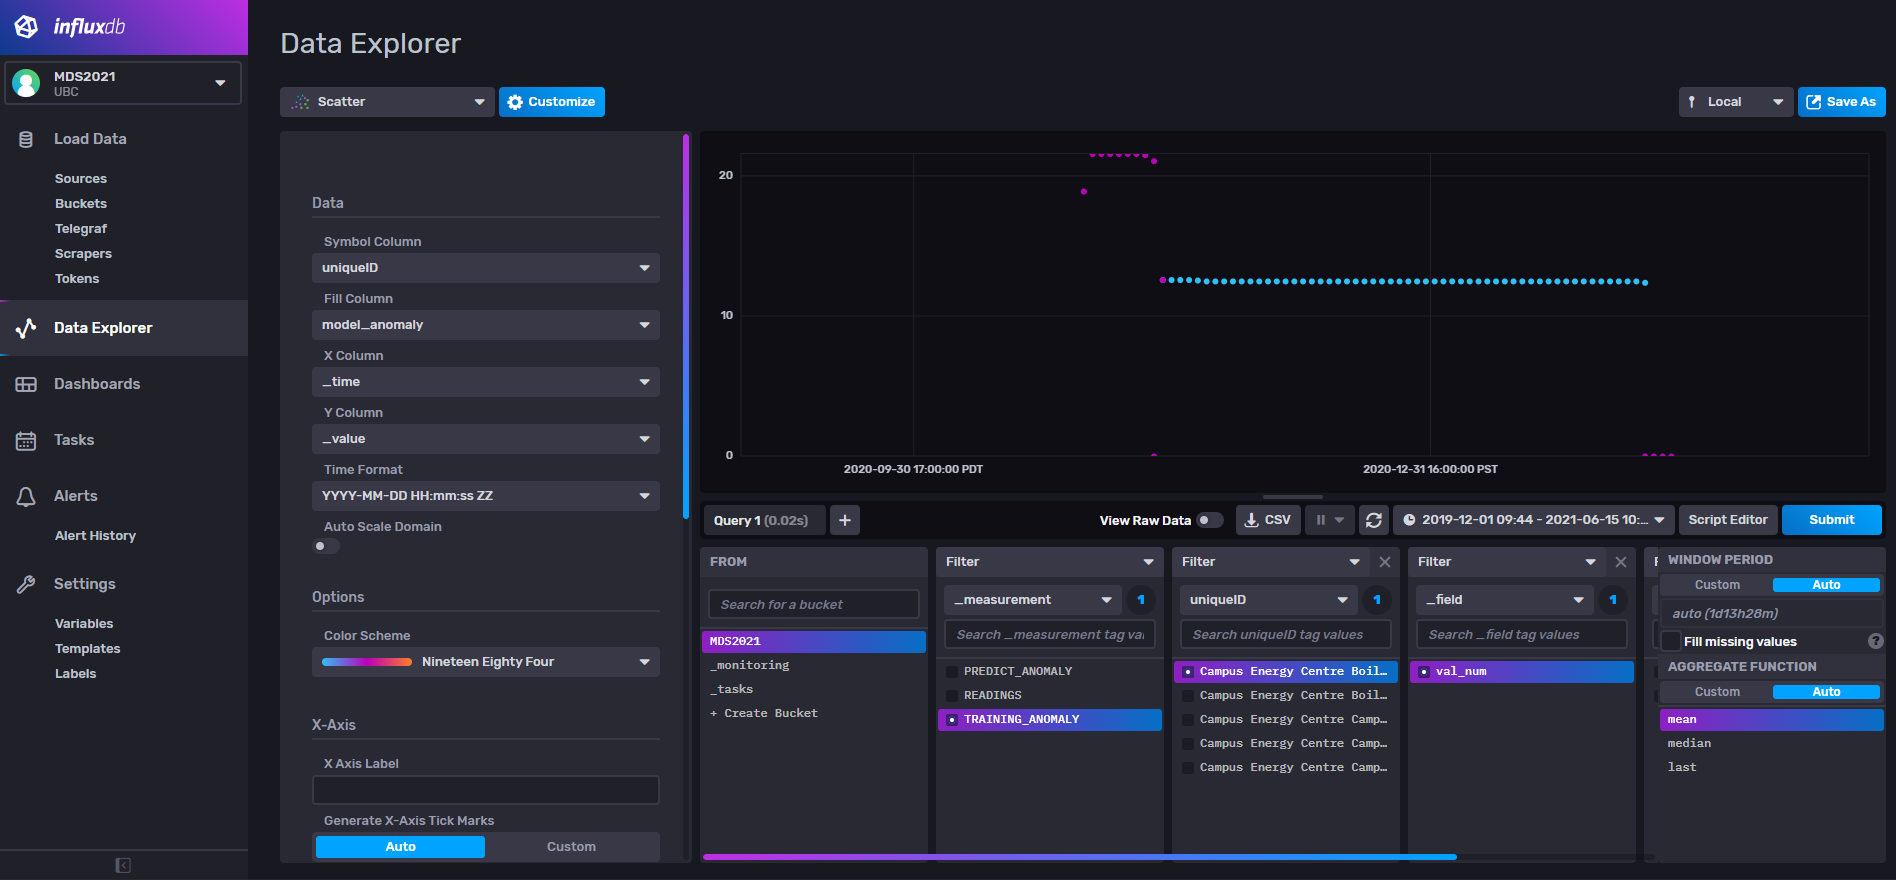 influxdb
MDS2021
UBC
Load Data
Sources
Buckets
Telegraf
Scrapers
Tokens
Data Explorer
Dashboards
Tasks
Alerts
Alert History
Settings
Variables
Templates
Labels
Data Explorer
Scatter
Customize
Local
Save As
Data
Symbol Column
uniqueID
Fill Column
model_anomaly
X Column
_time
Y Column
_value
Time Format
YYYY-MM-DD HH:mm:ss ZZ
Auto Scale Domain
Options
Color Scheme
Nineteen Eighty Four
X-Axis
X Axis Label
Generate X-Axis Tick Marks
Auto Custom
20
10
0
2020-09-30 17:00:00 PDT 2020-12-31 16:00:00 PST
Query 1 (0.02s) +
View Raw Data CSV 2019-12-01 09:44 - 2021-06-15 10:... Script Editor Submit
FROM
Search for a bucket
MDS2021
_monitoring
_tasks
+ Create Bucket
Filter
_measurement 1
Search _measurement tag val
PREDICT_ANOMALY
READINGS
TRAINING_ANOMALY
Filter
uniqueID 1
Search uniqueID tag values
Campus Energy Centre Boil…
Campus Energy Centre Boil…
Campus Energy Centre Camp…
Campus Energy Centre Camp…
Campus Energy Centre Camp…
Filter
_field 1
Search _field tag values
val_num
WINDOW PERIOD
Custom Auto
auto (1d13h28m)
Fill missing values ?
AGGREGATE FUNCTION
Custom Auto
mean
median
last